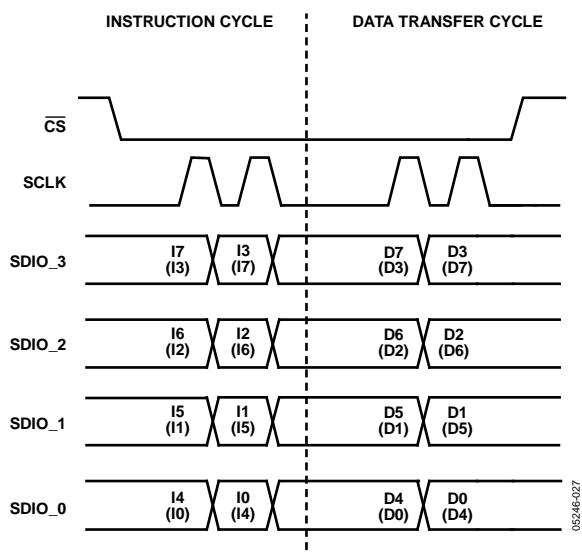 INSTRUCTION CYCLE DATA TRANSFER CYCLE
CS
SCLK
SDIO_3 I7 I3 D7 D3
(I3) (I7) (D3) (D7)
SDIO_2 I6 I2 D6 D2
(I2) (I6) (D2) (D6)
SDIO_1 I5 I1 D5 D1
(I1) (I5) (D1) (D5)
SDIO_0 I4 I0 D4 D0
(I0) (I4) (D0) (D4)
05246-027